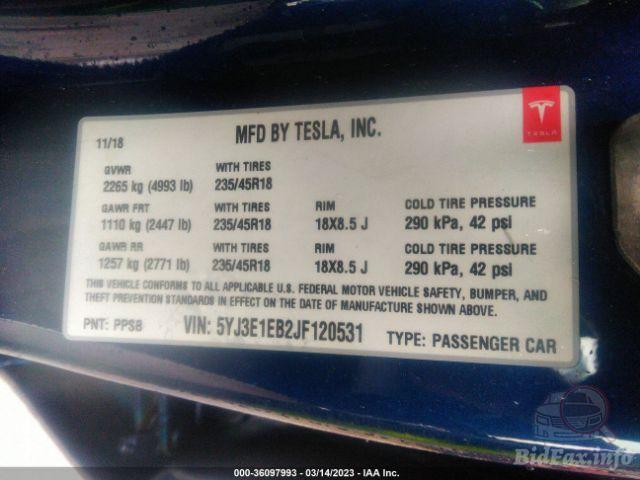 11/18
MFD BY TESLA, INC.
TESLA
GVWR WITH TIRES
2265 kg (4993 lb) 235/45R18
GAWR FRT WITH TIRES RIM COLD TIRE PRESSURE
1110 kg (2447 lb) 235/45R18 18X8.5 J 290 kPa, 42 psi
GAWR RR WITH TIRES RIM COLD TIRE PRESSURE
1257 kg (2771 lb) 235/45R18 18X8.5 J 290 kPa, 42 psi
THIS VEHICLE CONFORMS TO ALL APPLICABLE U.S. FEDERAL MOTOR VEHICLE SAFETY, BUMPER, AND
THEFT PREVENTION STANDARDS IN EFFECT ON THE DATE OF MANUFACTURE SHOWN ABOVE.
PNT: PPSB VIN: 5YJ3E1EB2JF120531 TYPE: PASSENGER CAR
BidFax.info
000-36097993 - 03/14/2023 - IAA Inc.